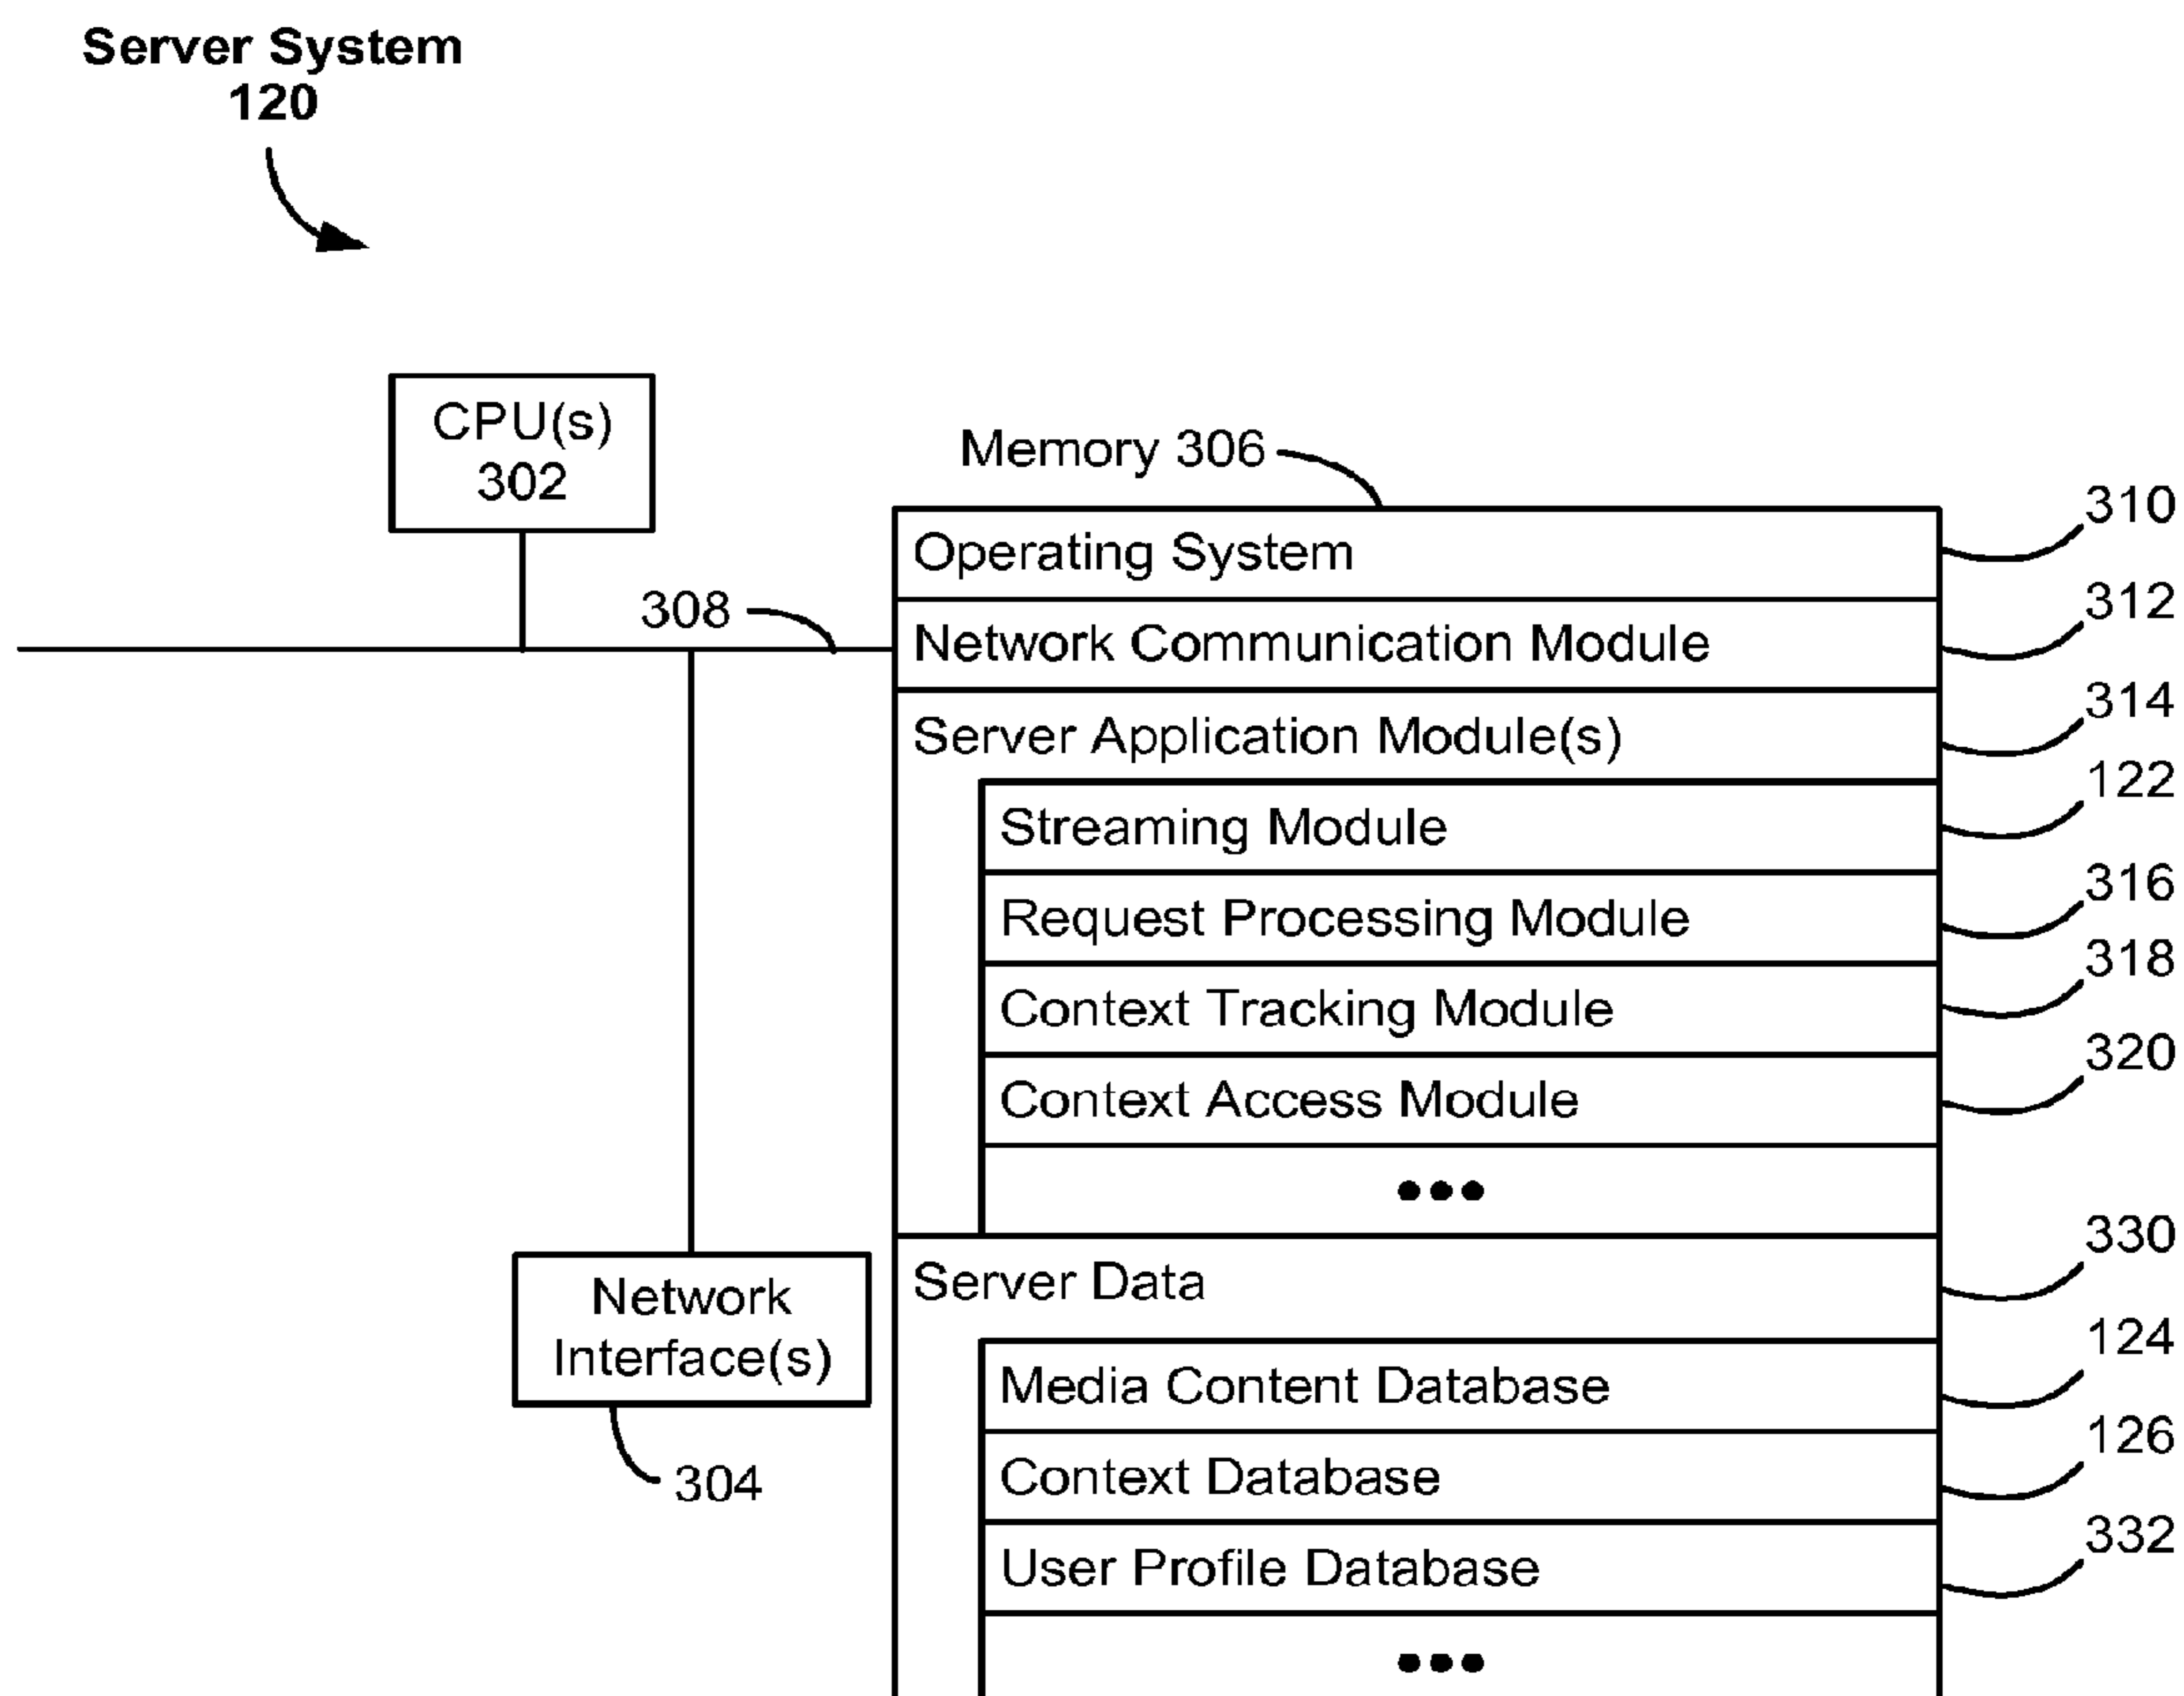 Server System
120
CPU(s)
302
Memory 306
308
Operating System
310
Network Communication Module
312
Server Application Module(s)
314
Streaming Module
122
Request Processing Module
316
Context Tracking Module
318
Context Access Module
320
•••
Server Data
330
Network
Interface(s)
304
Media Content Database
124
Context Database
126
User Profile Database
332
•••